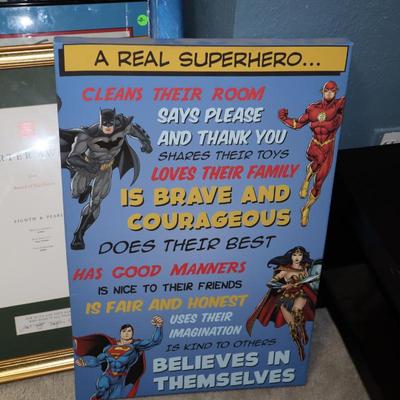 A REAL SUPERHERO...
CLEANS THEIR ROOM
SAYS PLEASE
AND THANK YOU
SHARES THEIR TOYS
LOVES THEIR FAMILY
IS BRAVE AND
COURAGEOUS
DOES THEIR BEST
HAS GOOD MANNERS
IS NICE TO THEIR FRIENDS
IS FAIR AND HONEST
USES THEIR
IMAGINATION
IS KIND TO OTHERS
BELIEVES IN
THEMSELVES
EIGHTH & PEARL